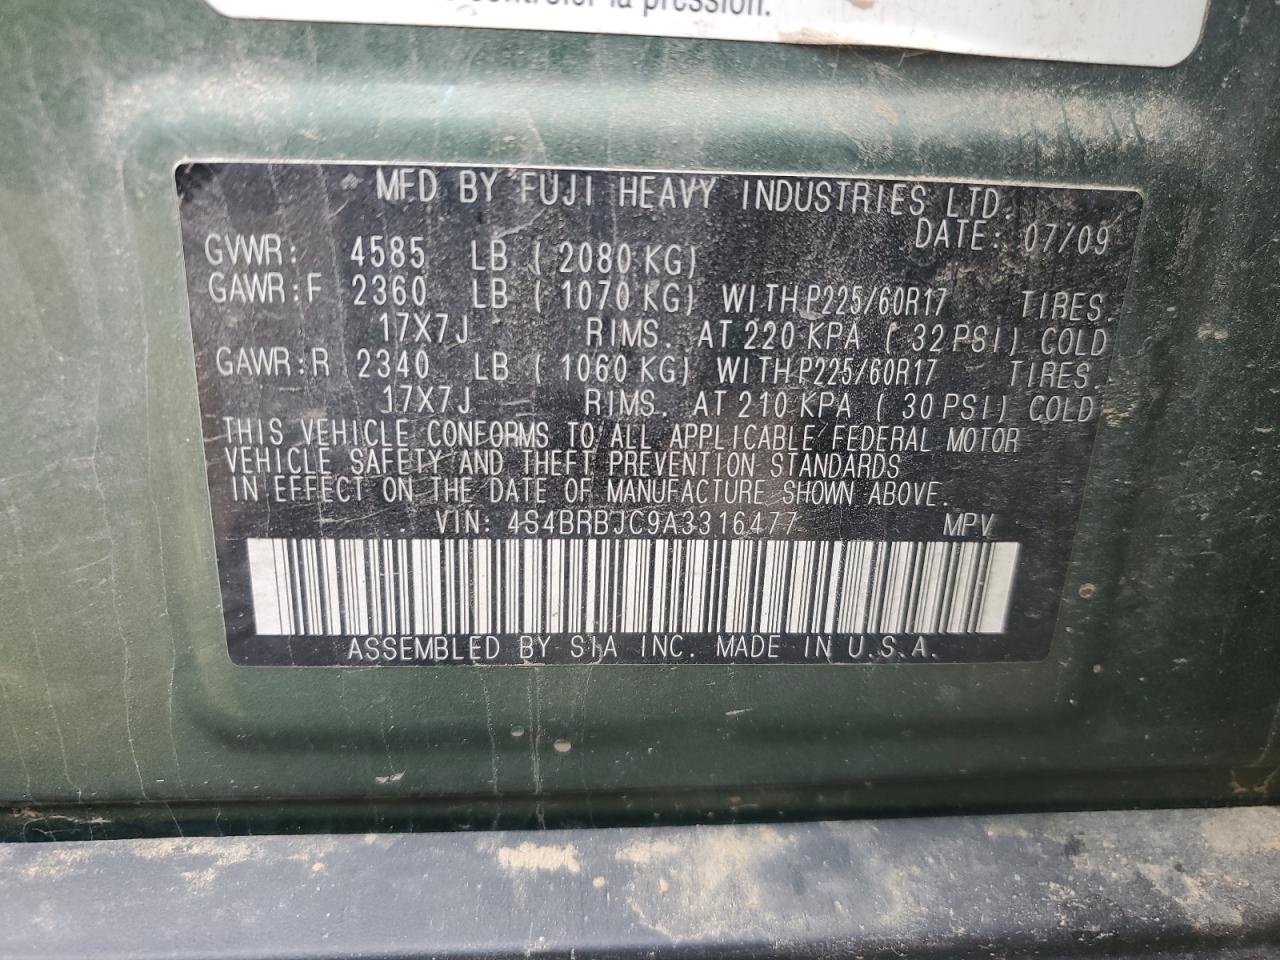 contrôler la pression.
MFD BY FUJI HEAVY INDUSTRIES LTD.
DATE: 07/09
GVWR: 4585 LB ( 2080 KG)
GAWR:F 2360 LB ( 1070 KG) WITH P225/60R17 TIRES.
17X7J RIMS. AT 220 KPA ( 32 PSI) COLD
GAWR:R 2340 LB ( 1060 KG) WITH P225/60R17 TIRES.
17X7J RIMS. AT 210 KPA ( 30 PSI) COLD
THIS VEHICLE CONFORMS TO ALL APPLICABLE FEDERAL MOTOR
VEHICLE SAFETY AND THEFT PREVENTION STANDARDS
IN EFFECT ON THE DATE OF MANUFACTURE SHOWN ABOVE.
VIN: 4S4BRBJC9A3316477 MPV
ASSEMBLED BY SIA INC. MADE IN U.S.A.